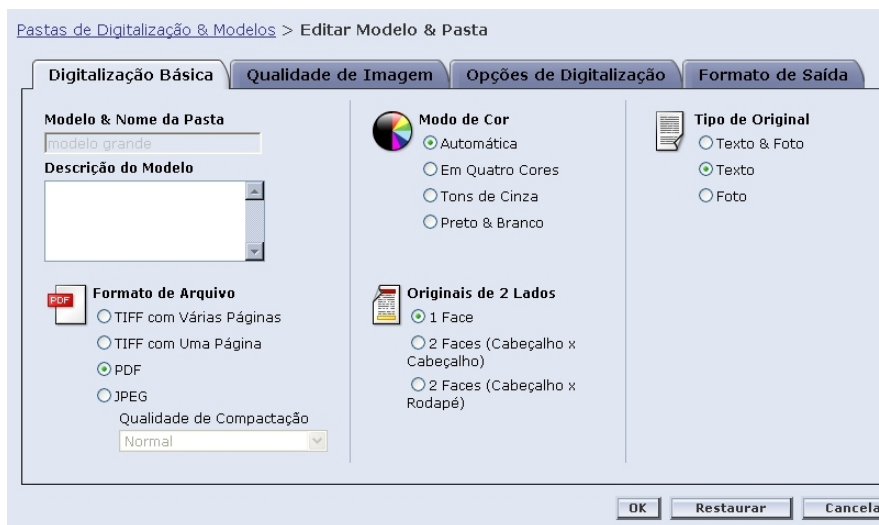 Pastas de Digitalização & Modelos > Editar Modelo & Pasta
Digitalização Básica
Qualidade de Imagem
Opções de Digitalização
Formato de Saída
Modelo & Nome da Pasta
modelo grande
Descrição do Modelo
PDF
Formato de Arquivo
TIFF com Várias Páginas
TIFF com Uma Página
PDF
JPEG
Qualidade de Compactação
Normal
Modo de Cor
Automática
Em Quatro Cores
Tons de Cinza
Preto & Branco
Originais de 2 Lados
1 Face
2 Faces (Cabeçalho x
Cabeçalho)
2 Faces (Cabeçalho x
Rodapé)
Tipo de Original
Texto & Foto
Texto
Foto
OK
Restaurar
Cancela